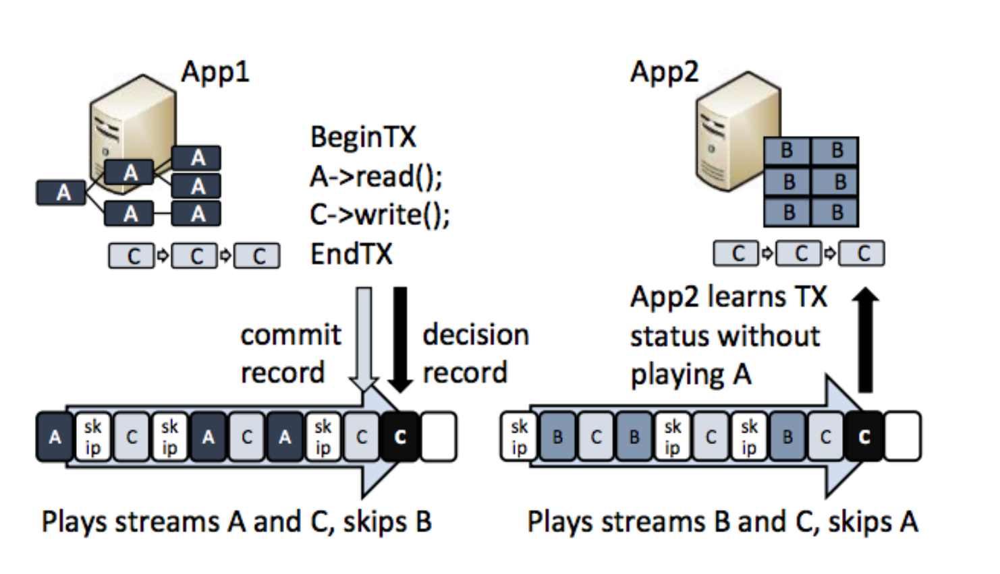 App1
A
A
A
A
A
A
C
C
C
BeginTX
A->read();
C->write();
EndTX
commit
record
decision
record
A
sk
ip
C
sk
ip
A
C
A
sk
ip
C
C
Plays streams A and C, skips B
App2
B B
B B
B B
C
C
C
App2 learns TX
status without
playing A
sk
ip
B
C
B
sk
ip
C
sk
ip
B
C
C
Plays streams B and C, skips A